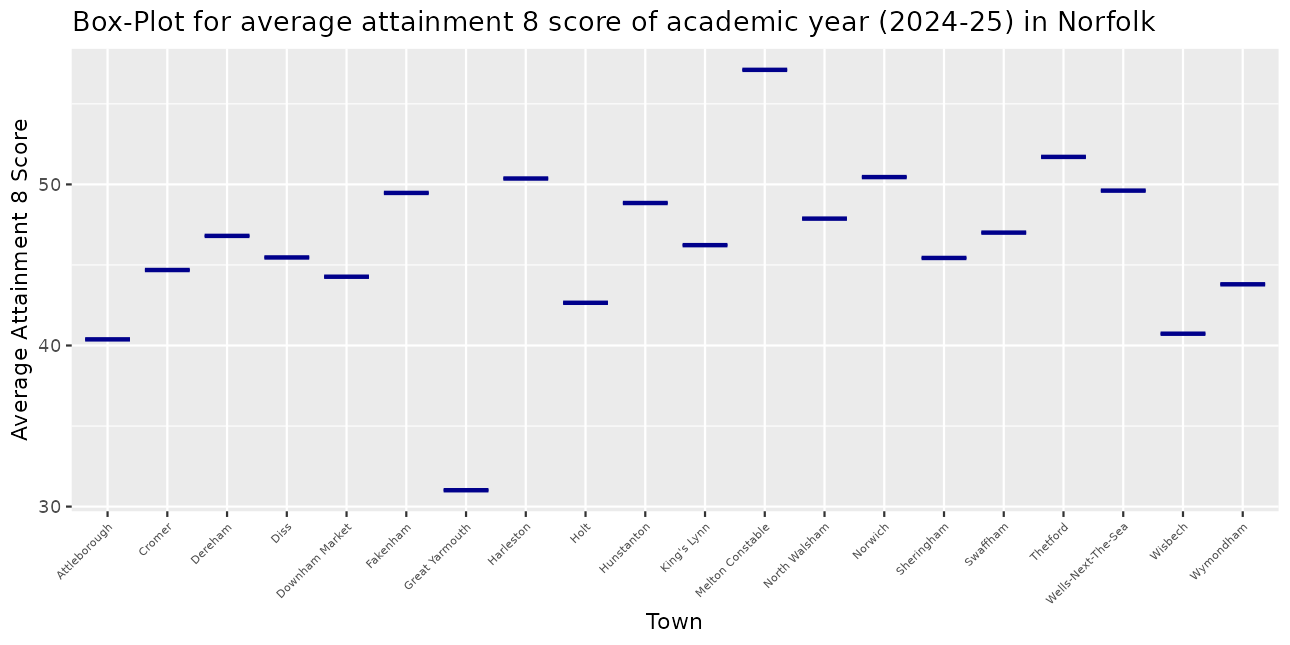 Box-Plot for average attainment 8 score of academic year (2024-25) in Norfolk
Average Attainment 8 Score
50
40
30
Attleborough
Cromer
Dereham
Diss
Downham Market
Fakenham
Great Yarmouth
Harleston
Holt
Hunstanton
King's Lynn
Melton Constable
North Walsham
Norwich
Sheringham
Swaffham
Thetford
Wells-Next-The-Sea
Wisbech
Wymondham
Town